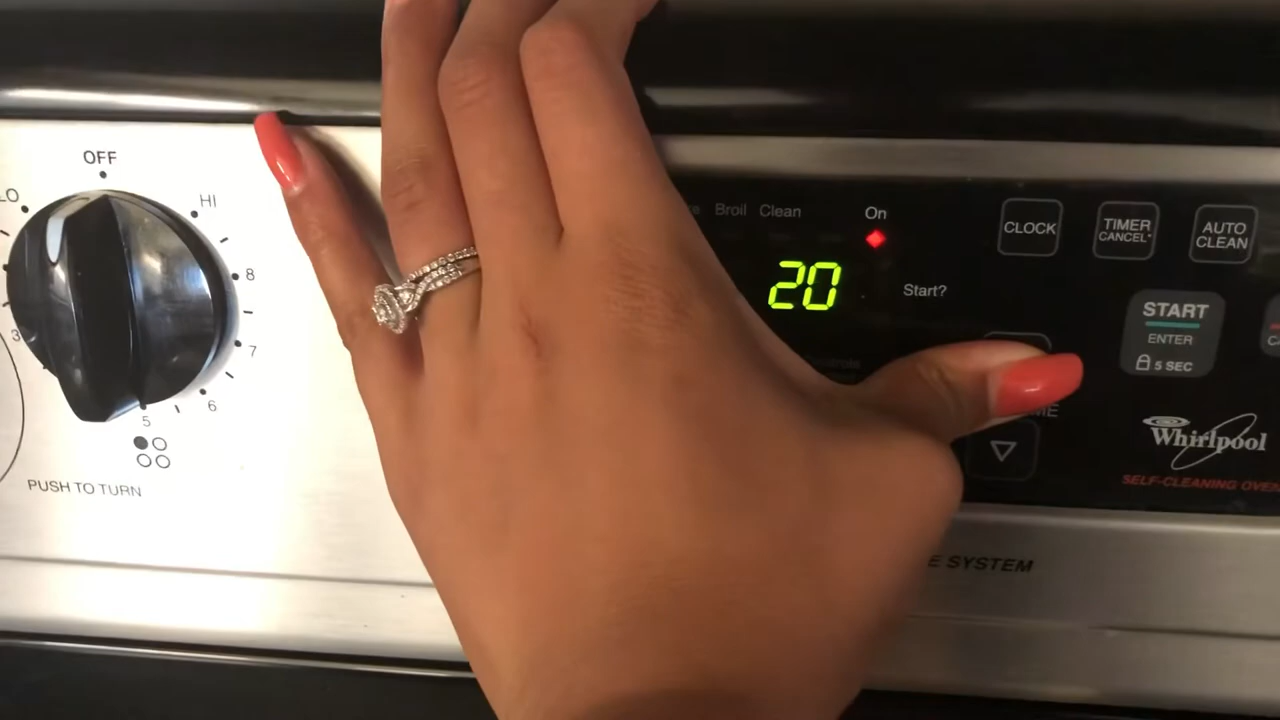 OFF
LO
HI
8
7
6
5
3
PUSH TO TURN
Broil Clean
On
20
Start?
CLOCK
TIMER
CANCEL
AUTO
CLEAN
START
ENTER
5 SEC
Whirlpool
SELF-CLEANING OVEN
E SYSTEM